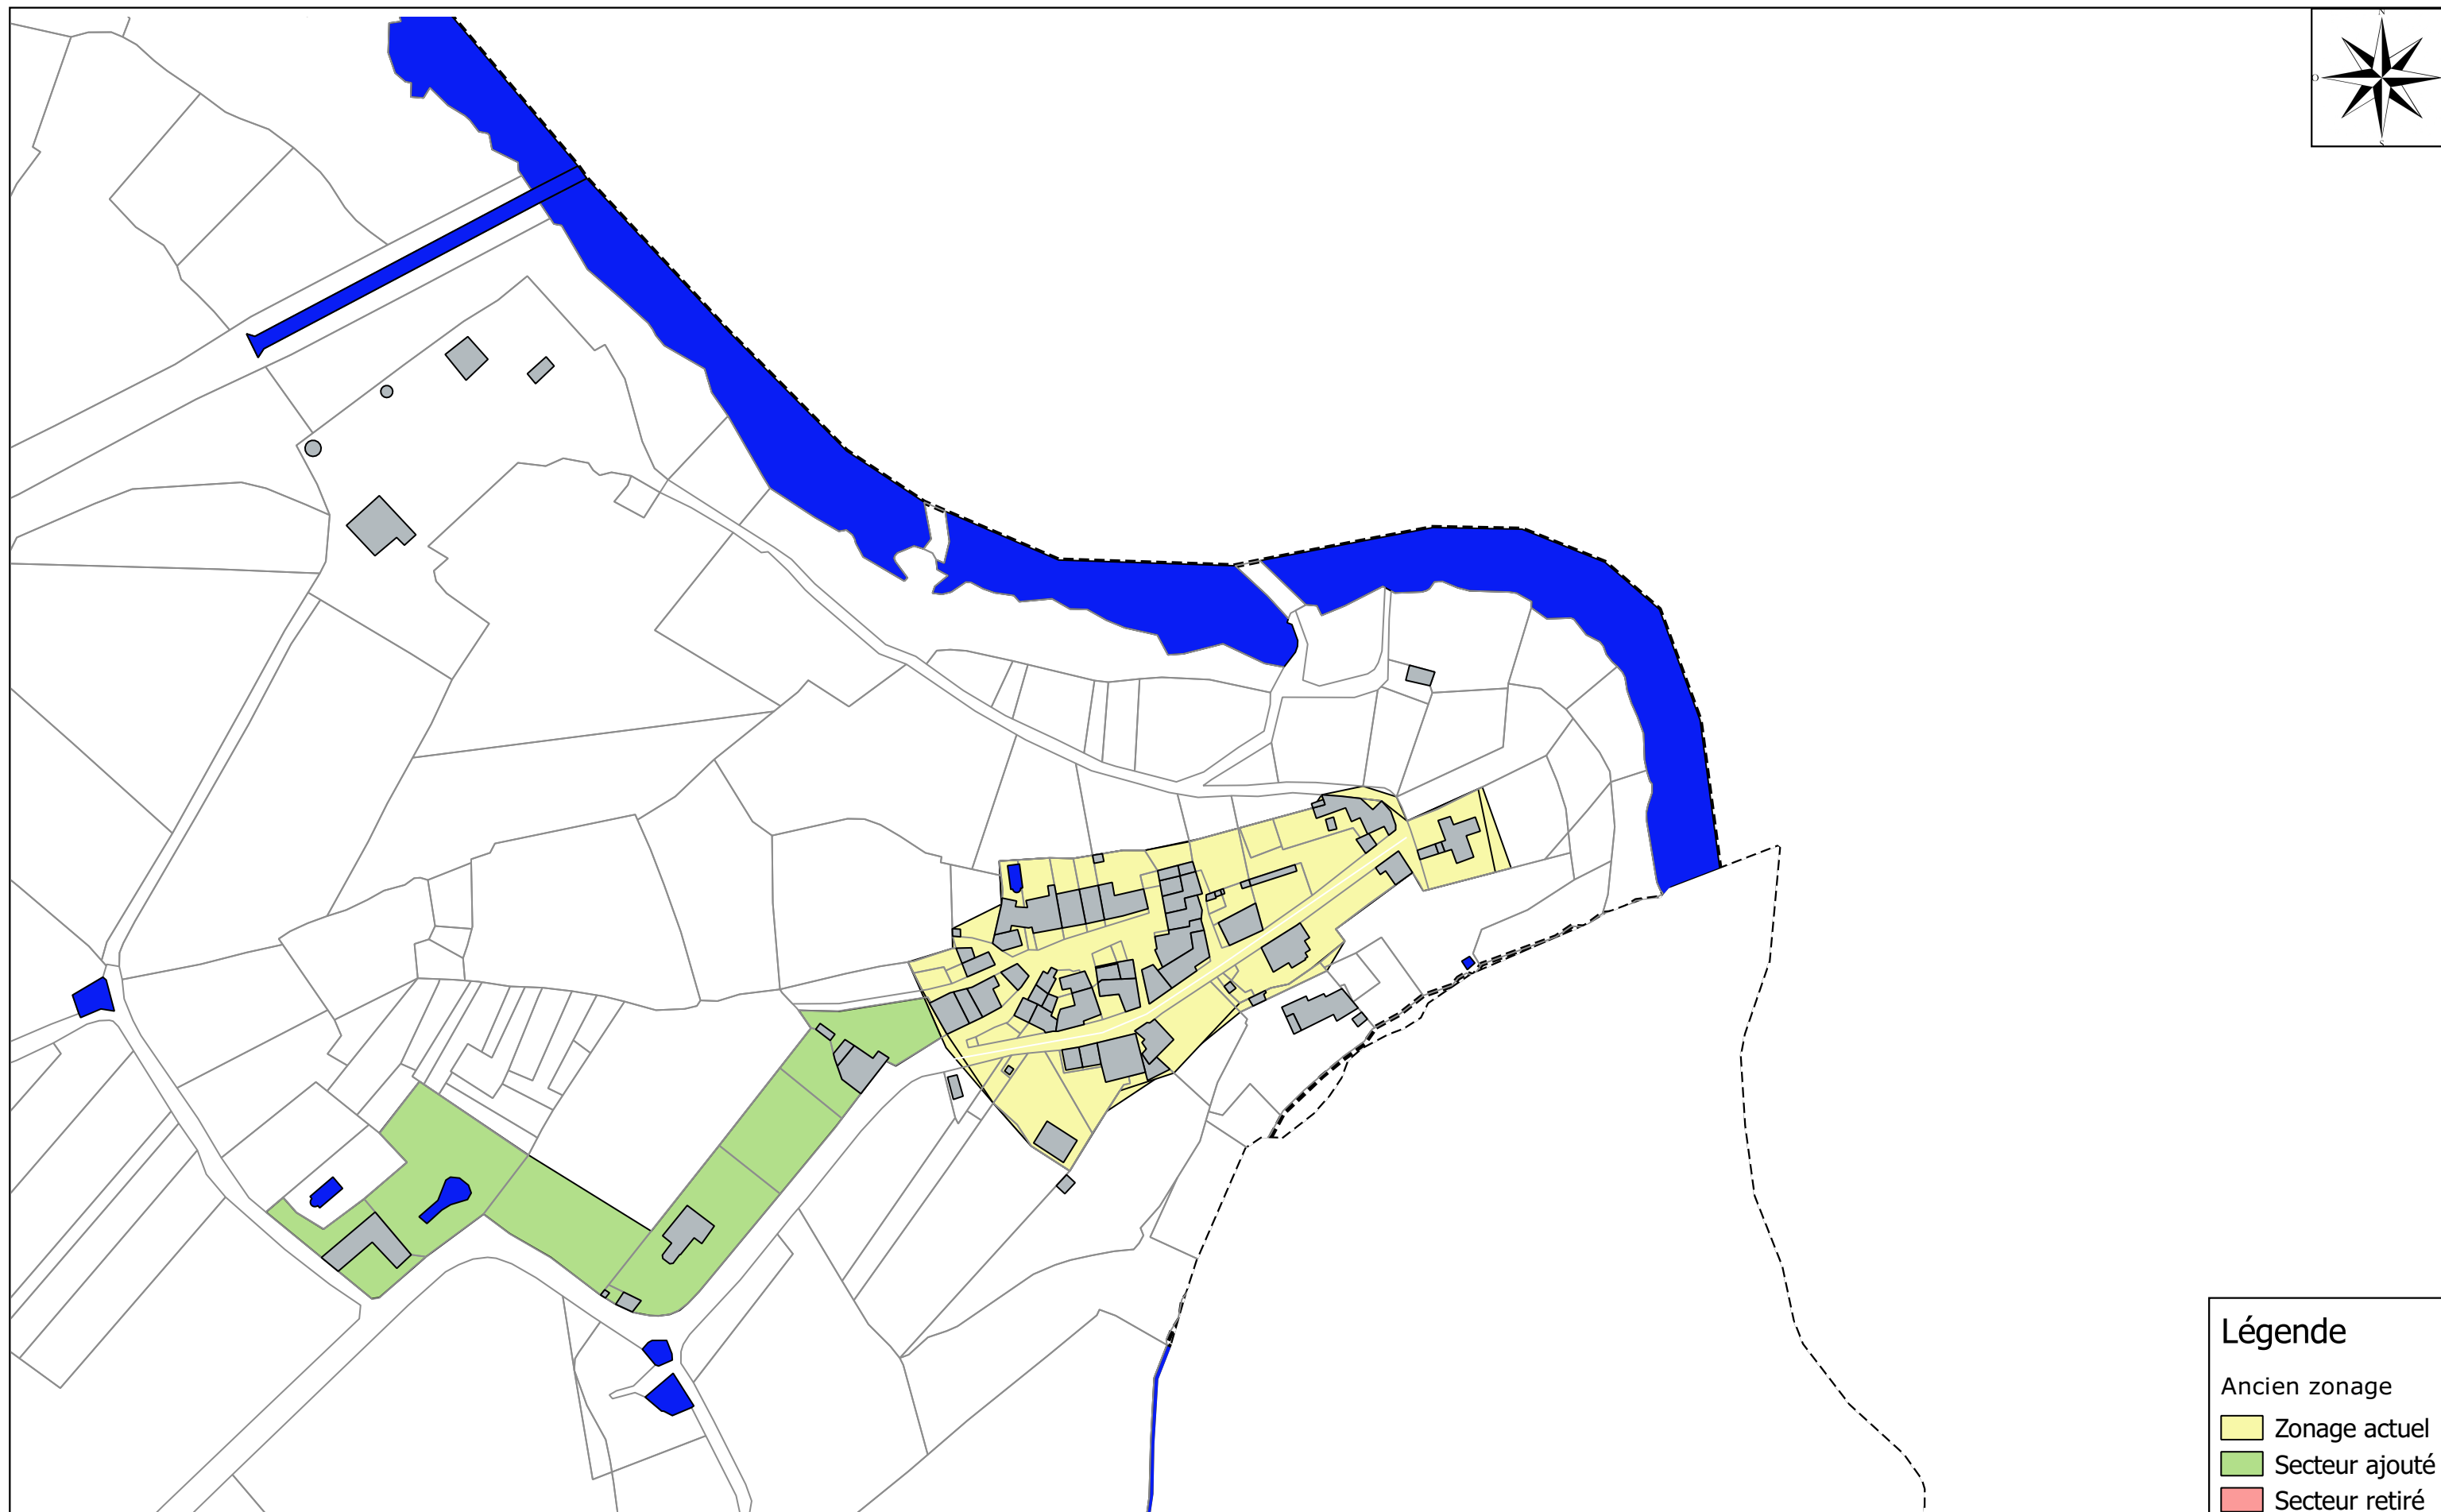 N
O
S
Légende
Ancien zonage
Zonage actuel
Secteur ajouté
Secteur retiré